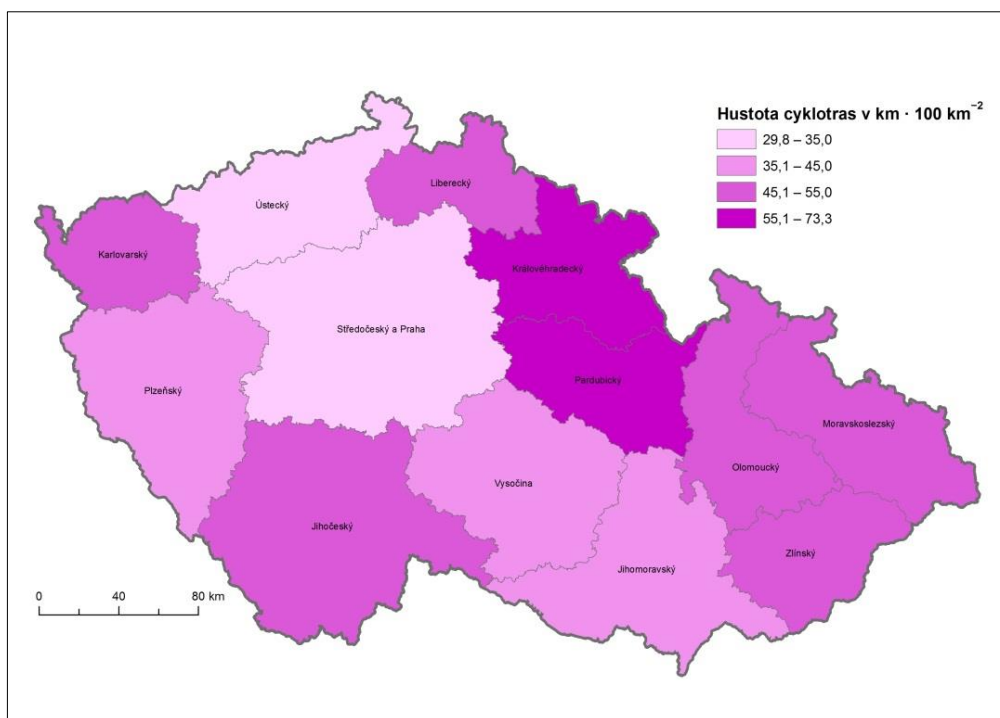 Hustota cyklotras v km · 100 km⁻²
29,8 – 35,0
35,1 – 45,0
45,1 – 55,0
55,1 – 73,3
Liberecký
Ústecký
Karlovarský
Královéhradecký
Středočeský a Praha
Pardubický
Plzeňský
Moravskoslezský
Olomoucký
Vysočina
Jihočeský
Zlínský
Jihomoravský
0 40 80 km